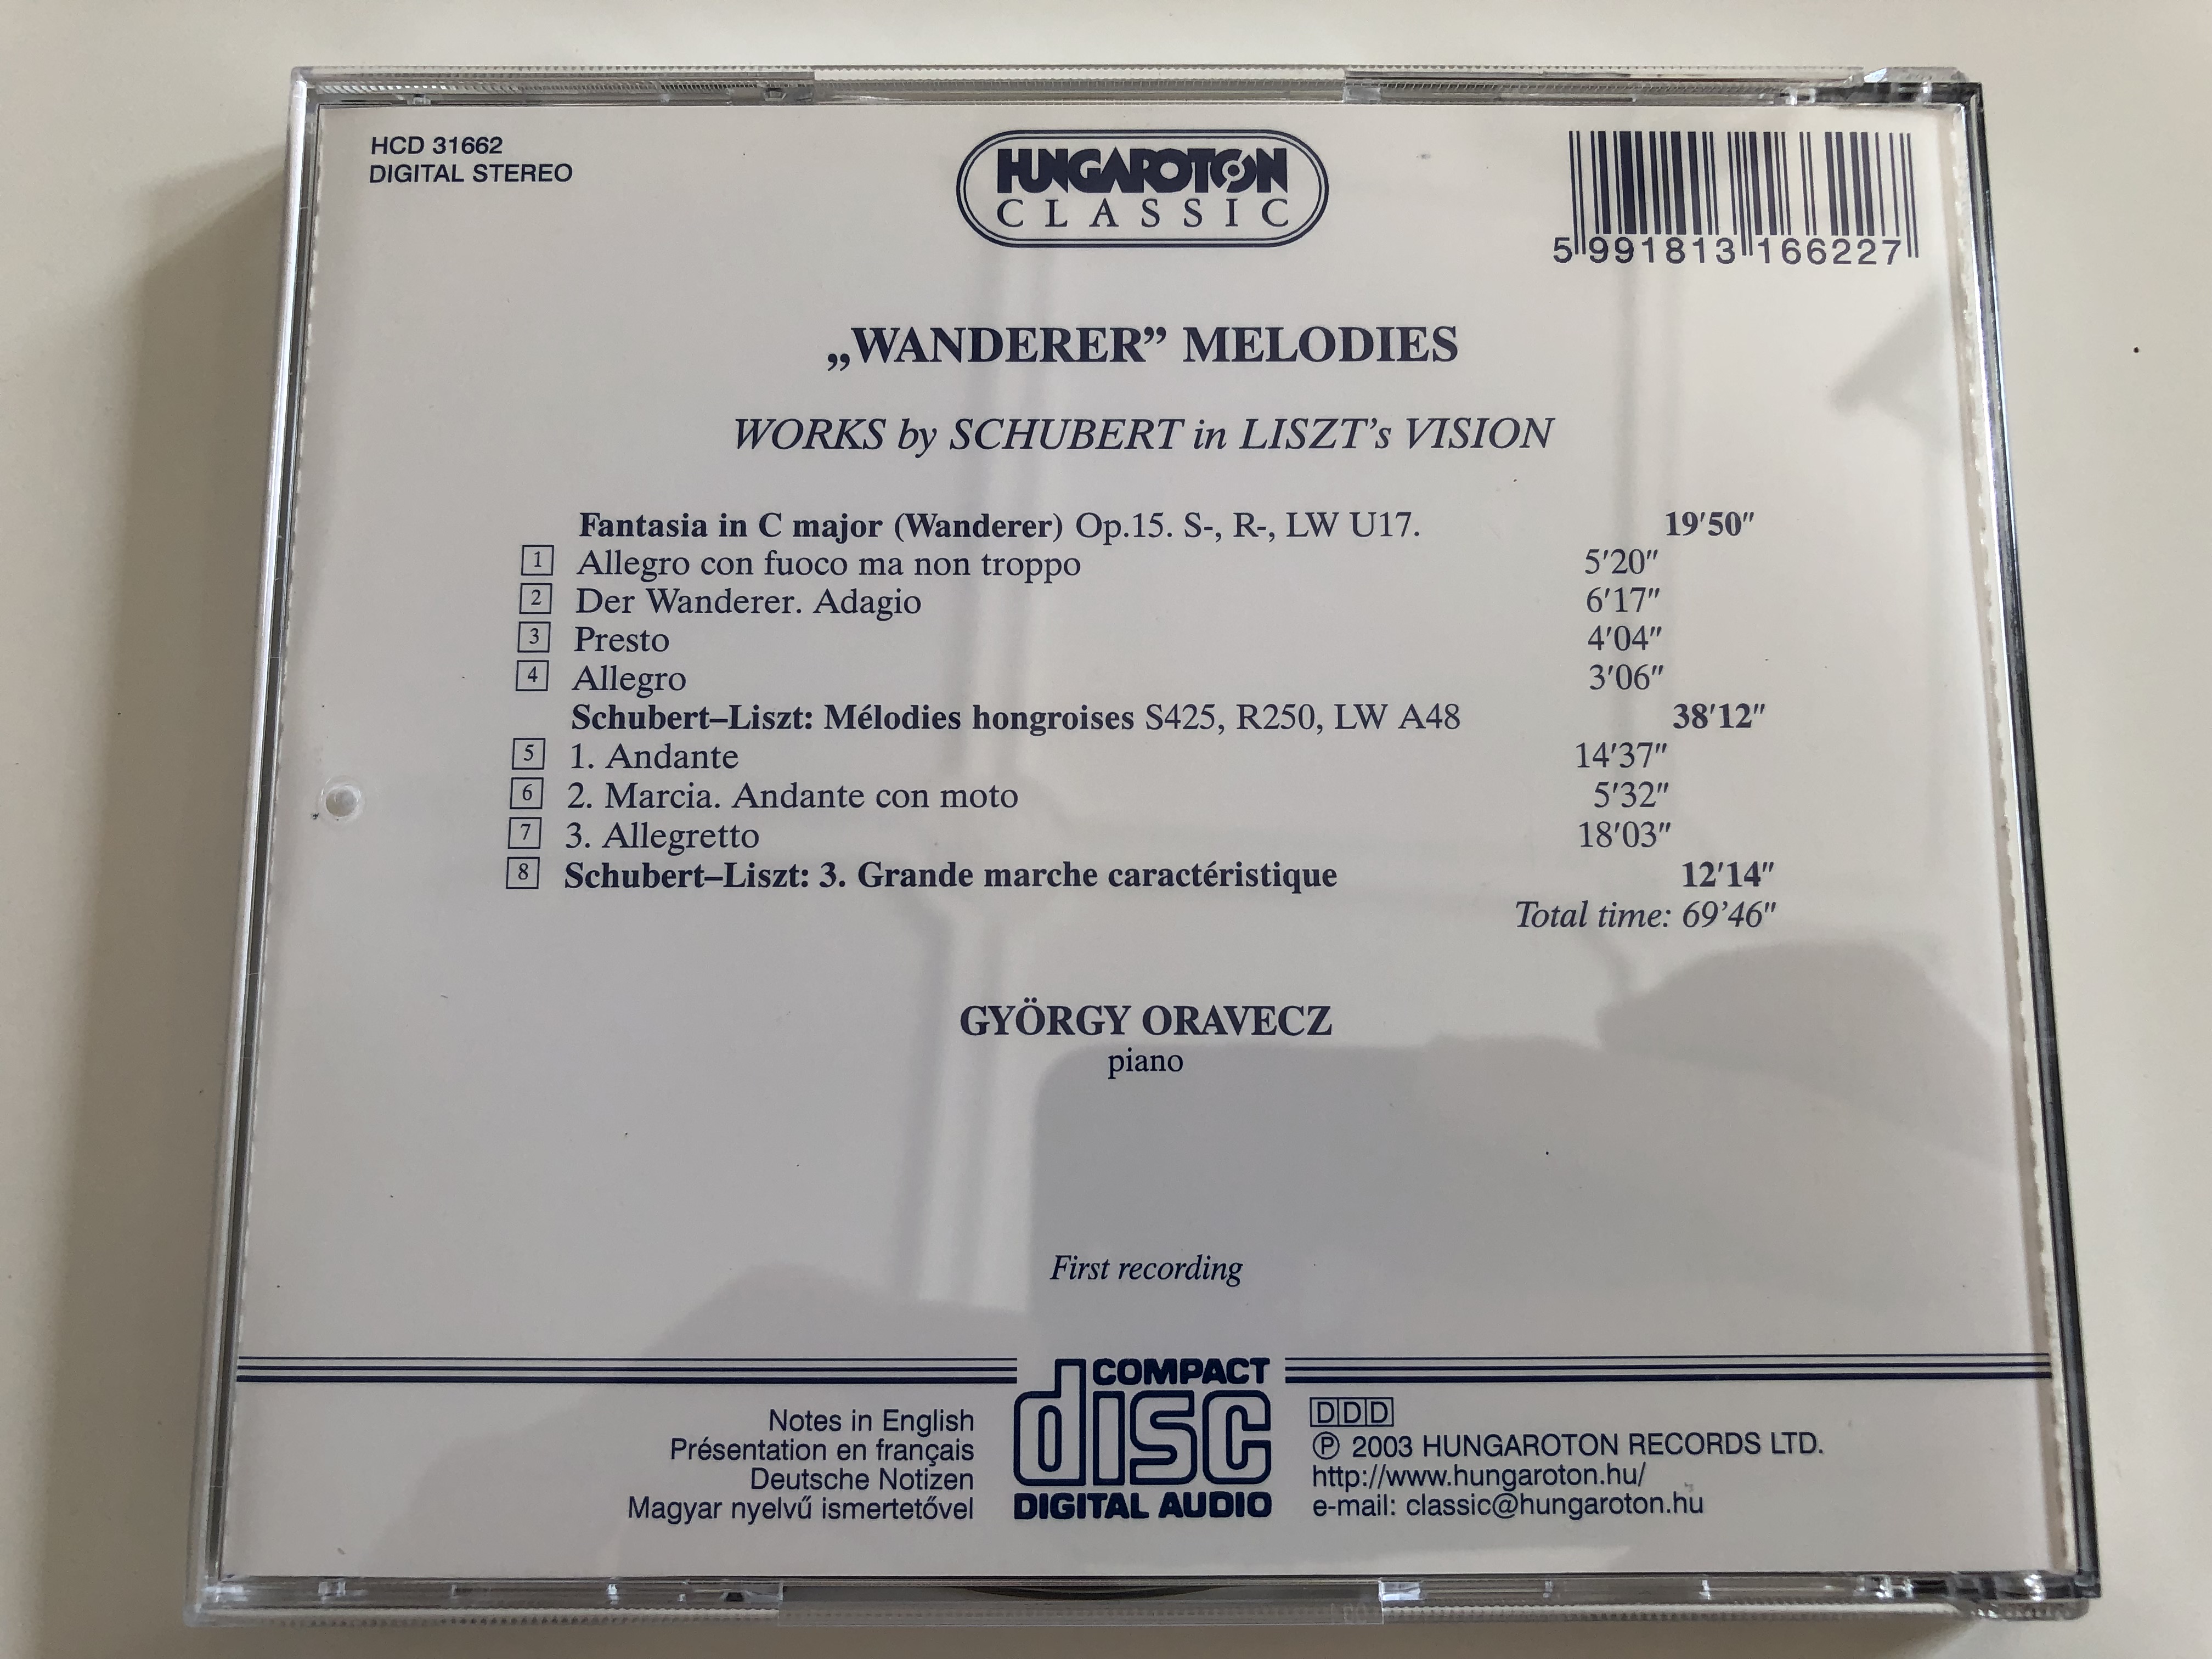 HCD 31662
DIGITAL STEREO
HUNGAROTON
CLASSIC
5 991813 166227
„WANDERER” MELODIES
WORKS by SCHUBERT in LISZT’s VISION
Fantasia in C major (Wanderer) Op.15. S-, R-, LW U17. 19′50″
1 Allegro con fuoco ma non troppo 5′20″
2 Der Wanderer. Adagio 6′17″
3 Presto 4′04″
4 Allegro 3′06″
Schubert–Liszt: Mélodies hongroises S425, R250, LW A48 38′12″
5 1. Andante 14′37″
6 2. Marcia. Andante con moto 5′32″
7 3. Allegretto 18′03″
8 Schubert–Liszt: 3. Grande marche caractéristique 12′14″
Total time: 69’46″
GYÖRGY ORAVECZ
piano
First recording
Notes in English
Présentation en français
Deutsche Notizen
Magyar nyelvű ismertetővel
COMPACT
disc
DIGITAL AUDIO
DDD
℗ 2003 HUNGAROTON RECORDS LTD.
http://www.hungaroton.hu/
e-mail: classic@hungaroton.hu